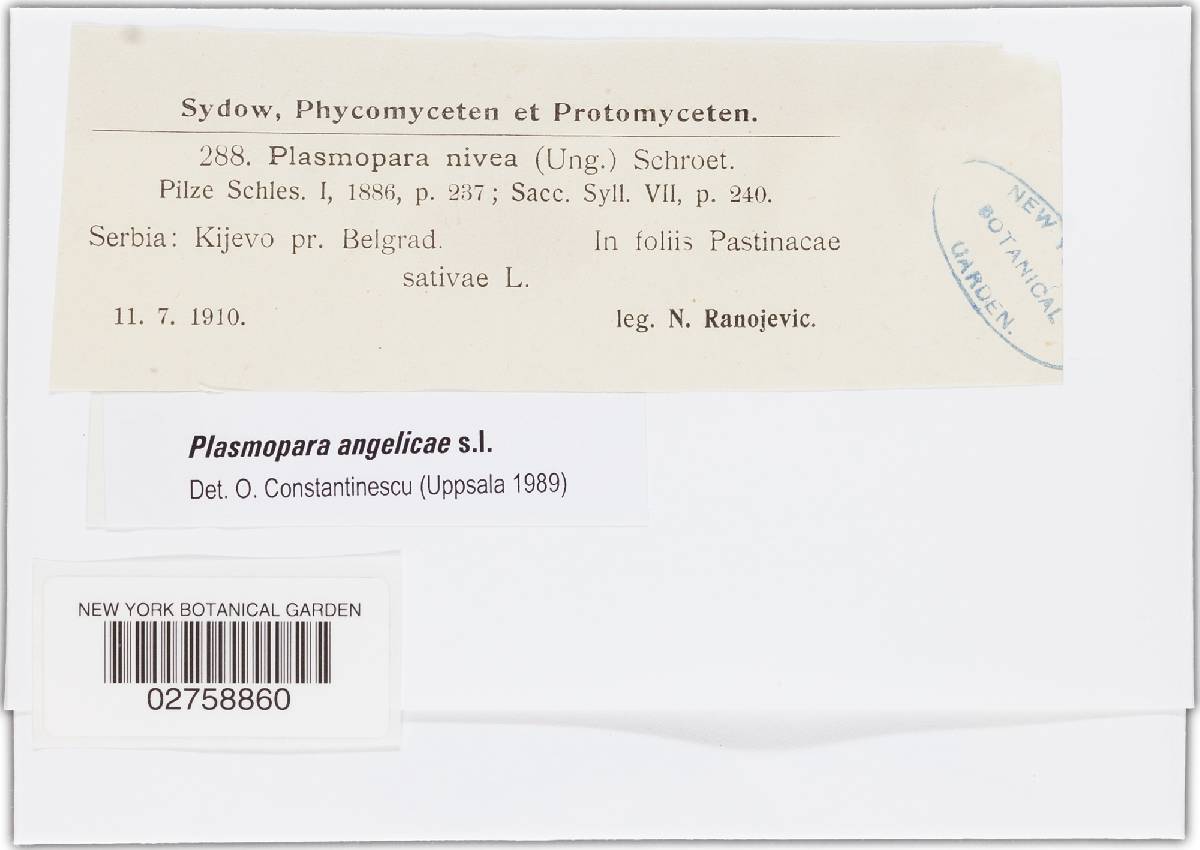 Sydow, Phycomyceten et Protomyceten.
288. Plasmopara nivea (Ung.) Schroet.
Pilze Schles. I, 1886, p. 237; Sacc. Syll. VII, p. 240.
Serbia: Kijevo pr. Belgrad. In foliis Pastinacae
sativae L.
11. 7. 1910. leg. N. Ranojevic.
NEW Y
BOTANICAL
GARDEN.
Plasmopara angelicae s.l.
Det. O. Constantinescu (Uppsala 1989)
NEW YORK BOTANICAL GARDEN
02758860